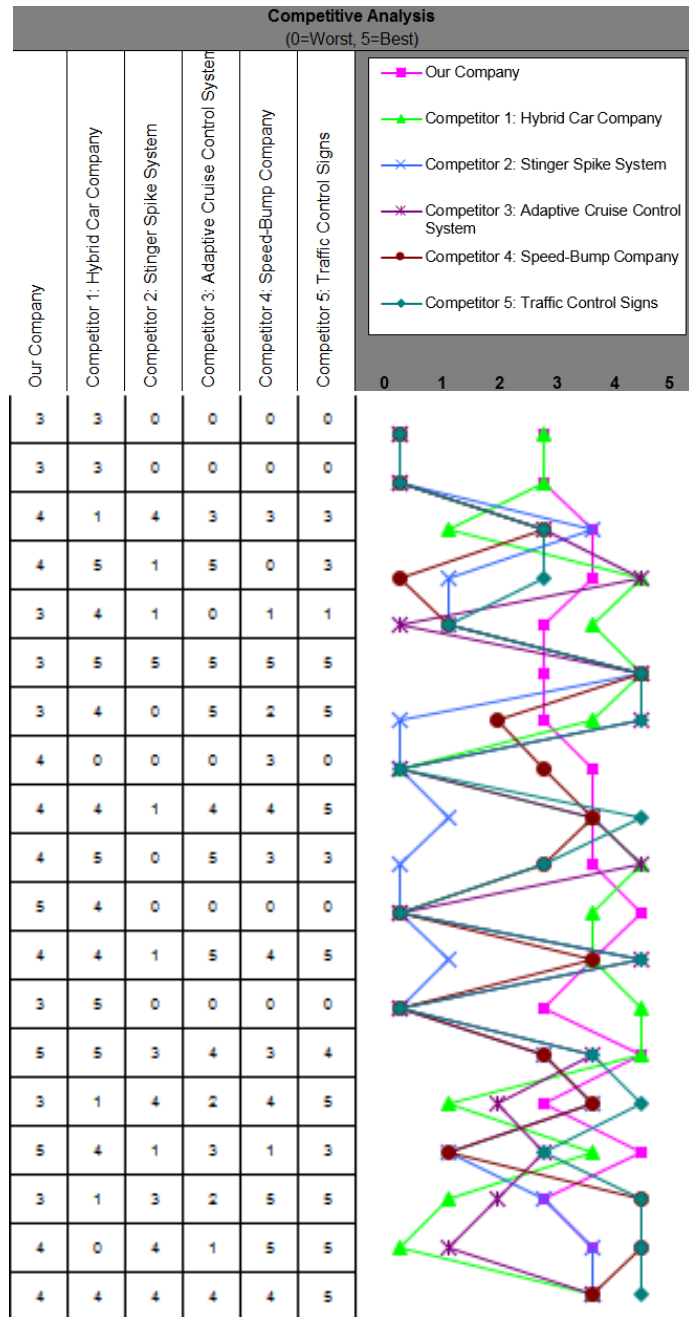 Competitive Analysis
(0=Worst, 5=Best)
Our Company
Competitor 1: Hybrid Car Company
Competitor 2: Stinger Spike System
Competitor 3: Adaptive Cruise Control System
Competitor 4: Speed-Bump Company
Competitor 5: Traffic Control Signs
Our Company
Competitor 1: Hybrid Car Company
Competitor 2: Stinger Spike System
Competitor 3: Adaptive Cruise Control
System
Competitor 4: Speed-Bump Company
Competitor 5: Traffic Control Signs
0 1 2 3 4 5
3 3 0 0 0 0
3 3 0 0 0 0
4 1 4 3 3 3
4 5 1 5 0 3
3 4 1 0 1 1
3 5 5 5 5 5
3 4 0 5 2 5
4 0 0 0 3 0
4 4 1 4 4 5
4 5 0 5 3 3
5 4 0 0 0 0
4 4 1 5 4 5
3 5 0 0 0 0
5 5 3 4 3 4
3 1 4 2 4 5
5 4 1 3 1 3
3 1 3 2 5 5
4 0 4 1 5 5
4 4 4 4 4 5